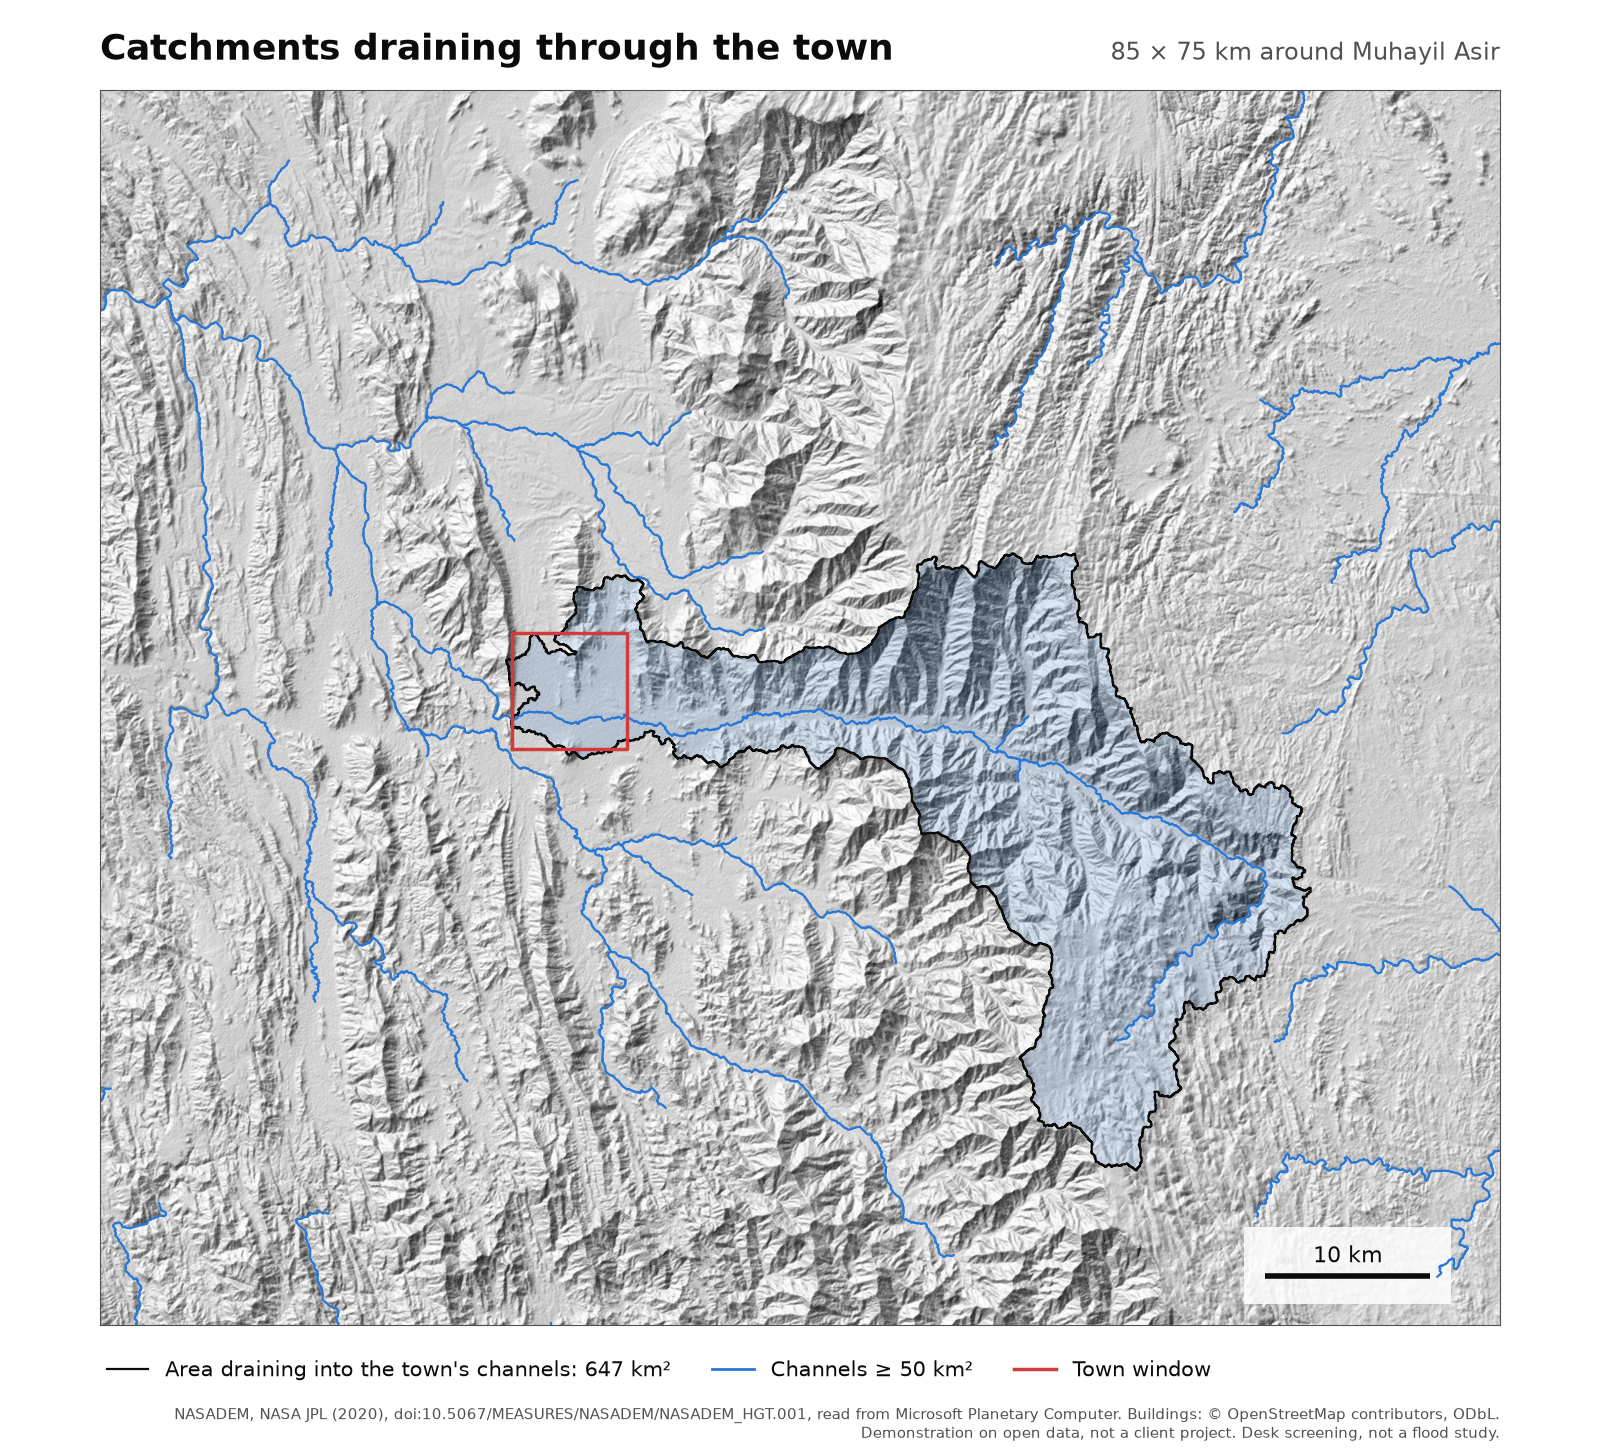 Catchments draining through the town
85 × 75 km around Muhayil Asir
10 km
Area draining into the town's channels: 647 km²
Channels ≥ 50 km²
Town window
NASADEM, NASA JPL (2020), doi:10.5067/MEASURES/NASADEM/NASADEM_HGT.001, read from Microsoft Planetary Computer. Buildings: © OpenStreetMap contributors, ODbL.
Demonstration on open data, not a client project. Desk screening, not a flood study.